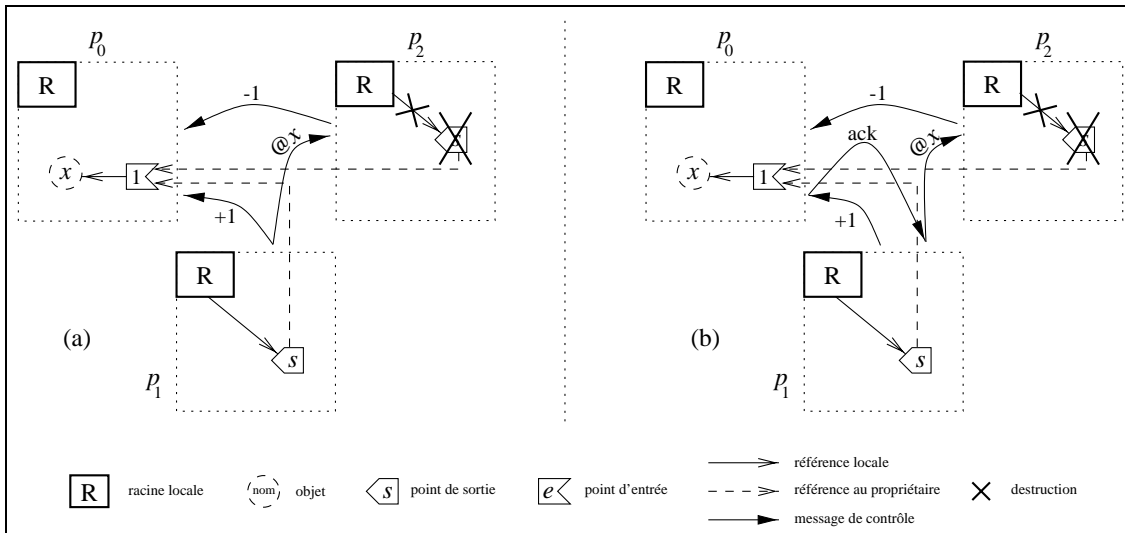 p0
p2
R
R
-1
@x
s
x
1
+1
R
(a)
s
p1
p0
p2
R
R
-1
ack
@x
s
x
1
+1
R
(b)
s
p1
R racine locale
nom objet
s point de sortie
e point d'entrée
référence locale
référence au propriétaire
message de contrôle
destruction